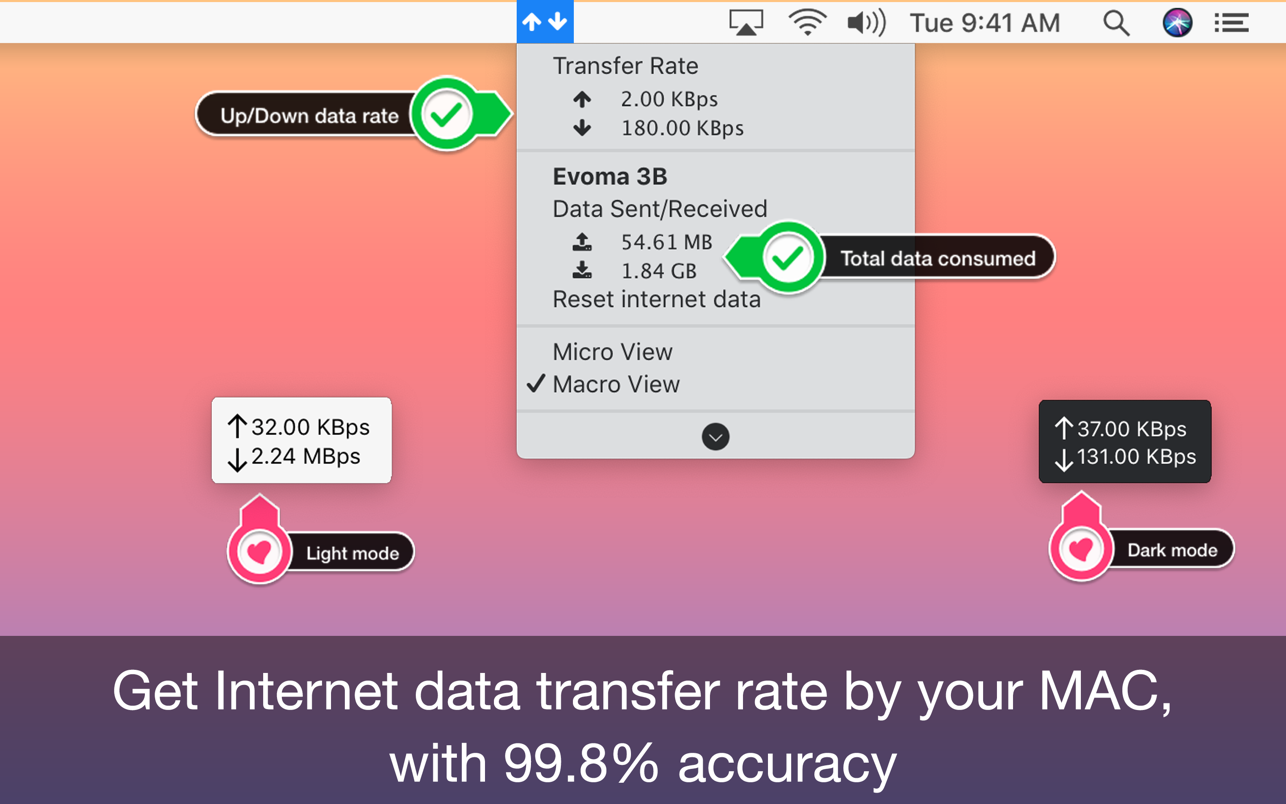 Tue 9:41 AM
Transfer Rate
2.00 KBps
180.00 KBps
Up/Down data rate
Evoma 3B
Data Sent/Received
54.61 MB
1.84 GB
Total data consumed
Reset internet data
Micro View
Macro View
32.00 KBps
2.24 MBps
Light mode
37.00 KBps
131.00 KBps
Dark mode
Get Internet data transfer rate by your MAC,
with 99.8% accuracy